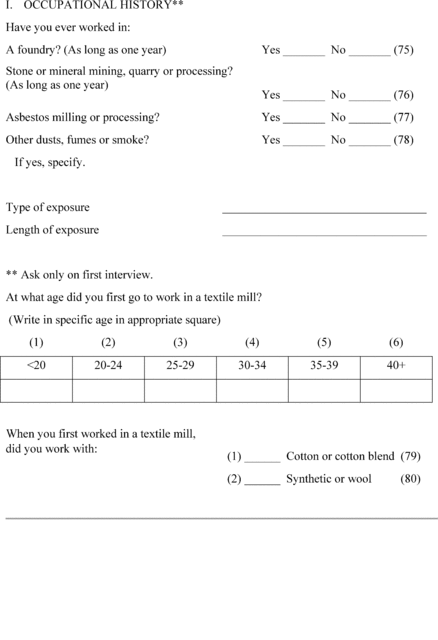 I. OCCUPATIONAL HISTORY**
Have you ever worked in:
A foundry? (As long as one year) Yes _______ No _______ (75)
Stone or mineral mining, quarry or processing?
(As long as one year)
Yes _______ No _______ (76)
Asbestos milling or processing? Yes _______ No _______ (77)
Other dusts, fumes or smoke? Yes _______ No _______ (78)
If yes, specify.
Type of exposure
Length of exposure
** Ask only on first interview.
At what age did you first go to work in a textile mill?
(Write in specific age in appropriate square)
(1) (2) (3) (4) (5) (6)
<20 20-24 25-29 30-34 35-39 40+
When you first worked in a textile mill,
did you work with:
(1) ______ Cotton or cotton blend (79)
(2) ______ Synthetic or wool (80)